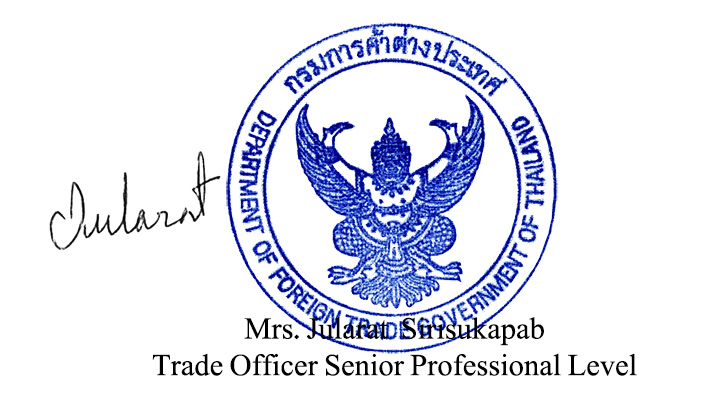 กรมการค้าต่างประเทศ
DEPARTMENT OF FOREIGN TRADE GOVERNMENT OF THAILAND
Jularat
Mrs. Jularat Sirisukapab
Trade Officer Senior Professional Level